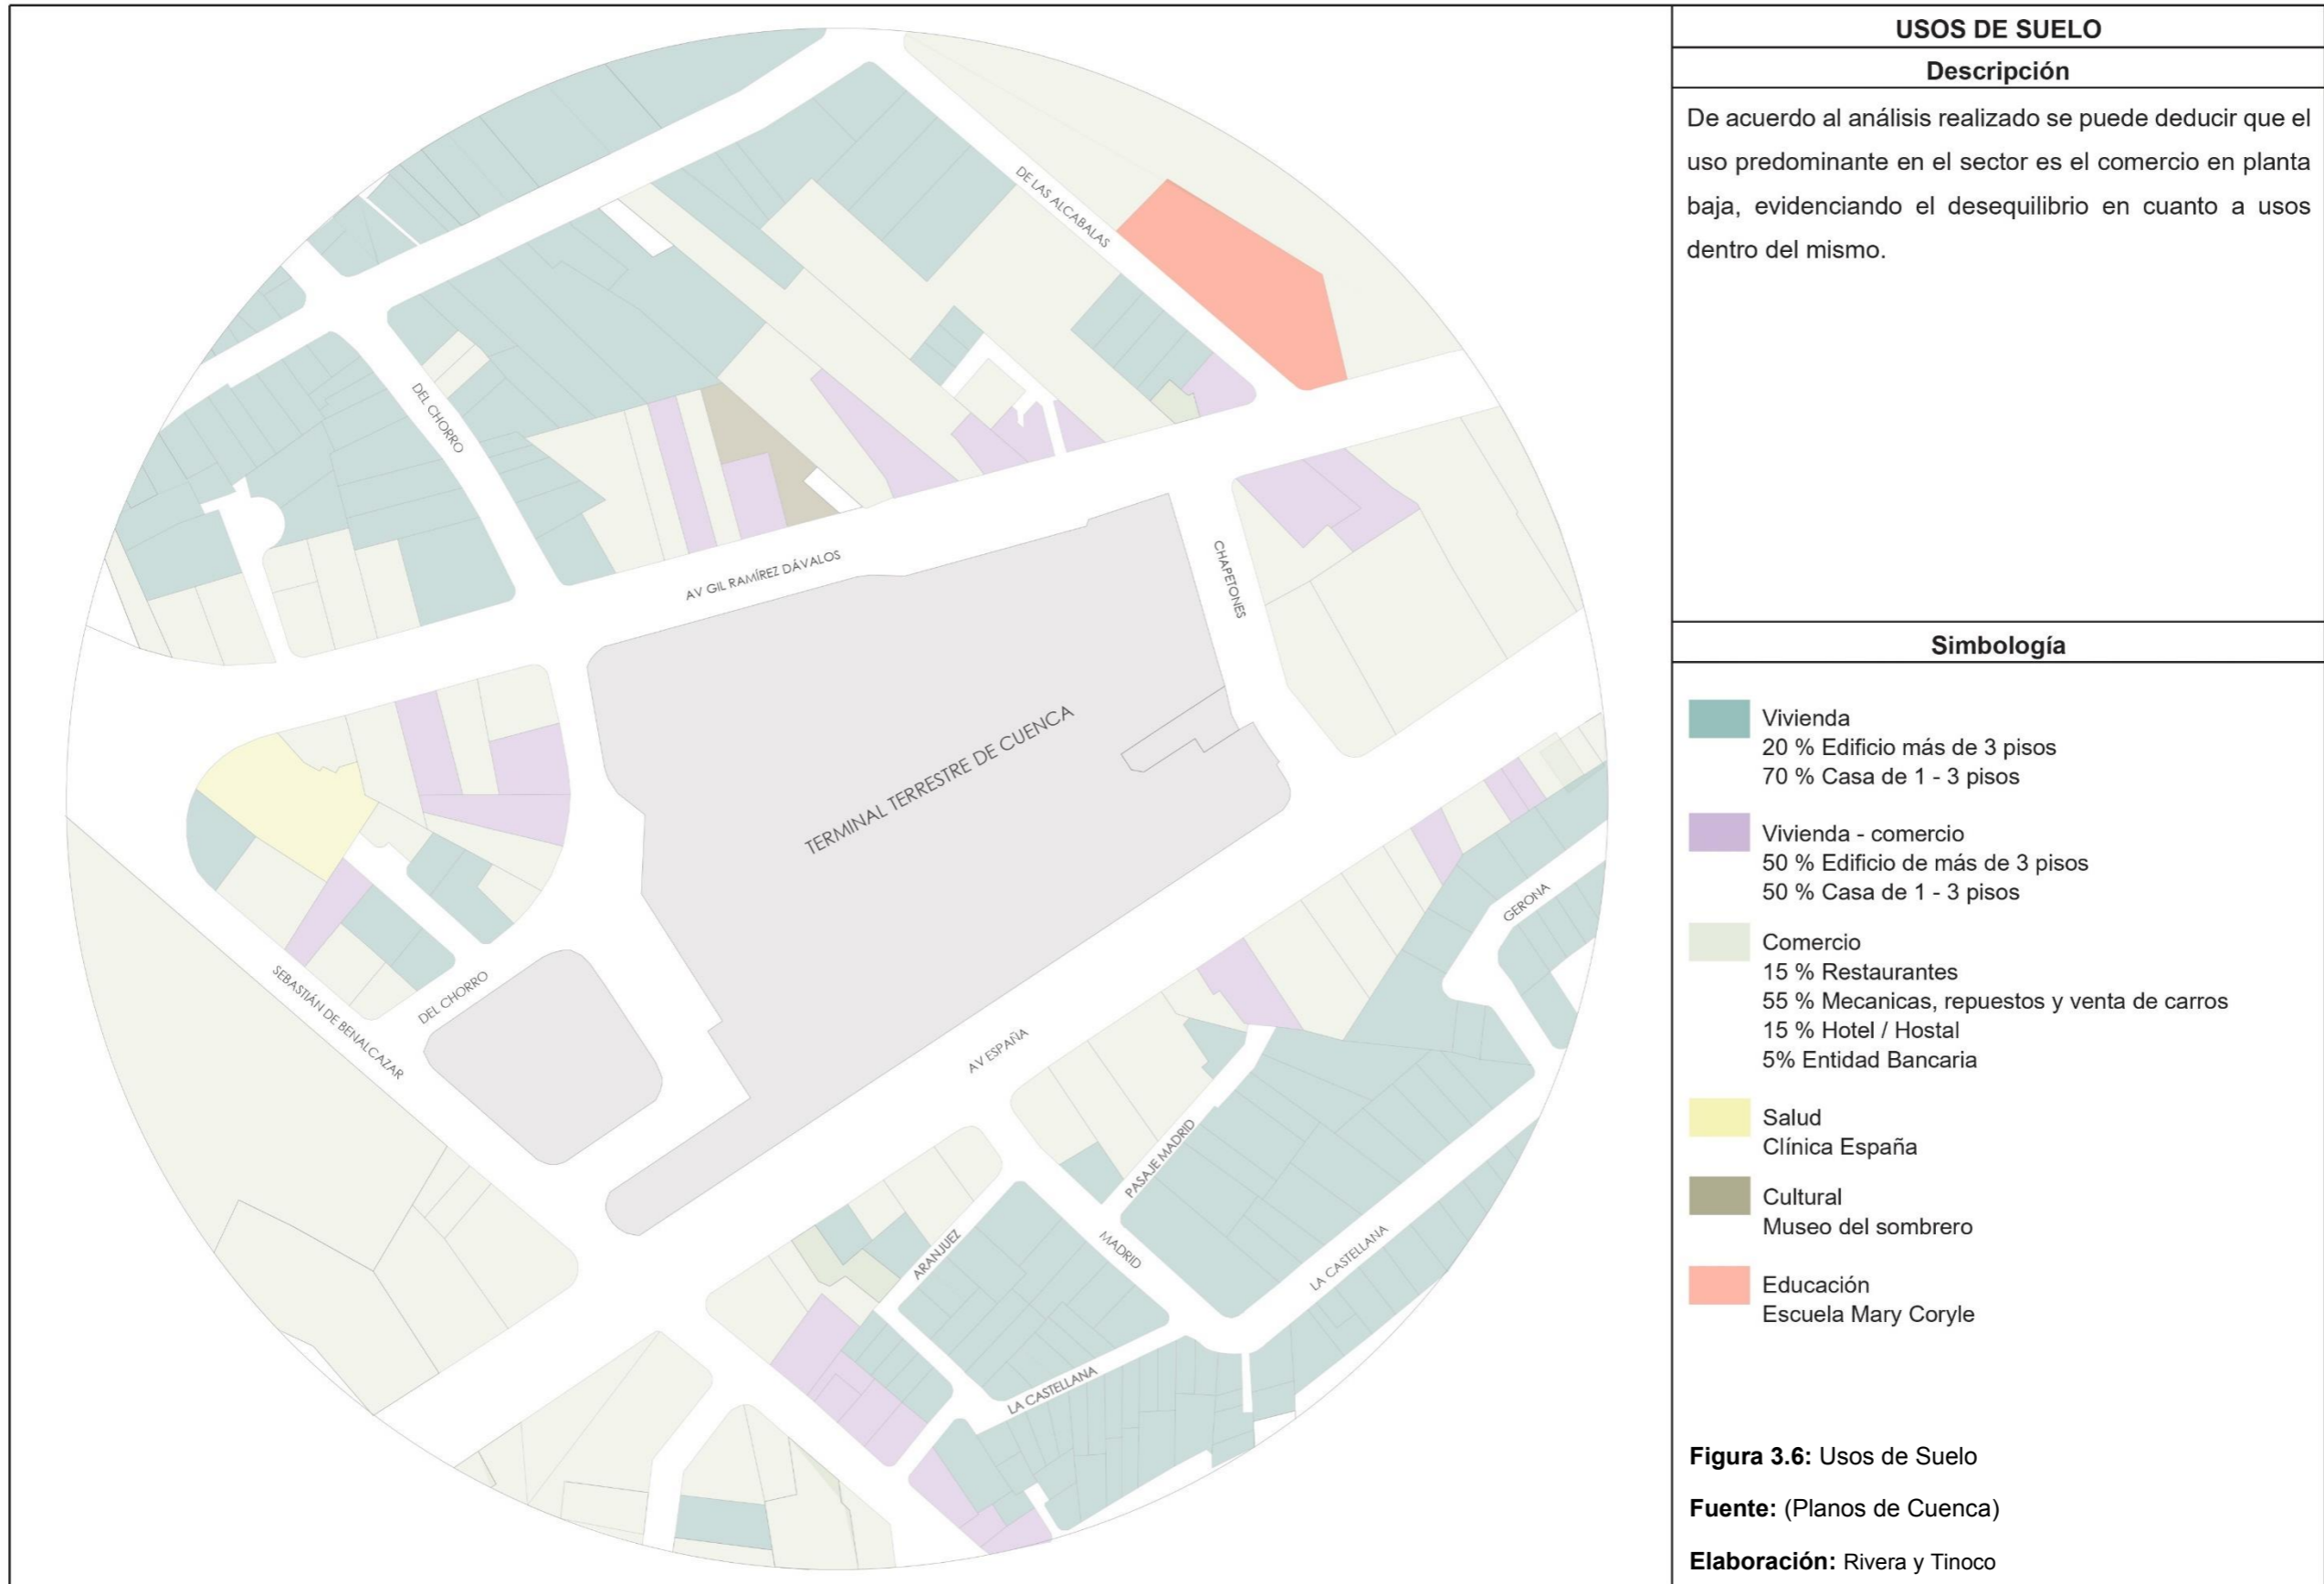 USOS DE SUELO
Descripción
De acuerdo al análisis realizado se puede deducir que el
uso predominante en el sector es el comercio en planta
baja, evidenciando el desequilibrio en cuanto a usos
dentro del mismo.
DE LAS ALCABALAS
DEL CHORRO
AV GIL RAMÍREZ DÁVALOS
CHAPETONES
TERMINAL TERRESTRE DE CUENCA
GERONA
SEBASTIÁN DE BENALCAZAR
DEL CHORRO
AV ESPAÑA
PASAJE MADRID
ARANJUEZ
MADRID
LA CASTELLANA
LA CASTELLANA
Simbología
Vivienda
20 % Edificio más de 3 pisos
70 % Casa de 1 - 3 pisos
Vivienda - comercio
50 % Edificio de más de 3 pisos
50 % Casa de 1 - 3 pisos
Comercio
15 % Restaurantes
55 % Mecanicas, repuestos y venta de carros
15 % Hotel / Hostal
5% Entidad Bancaria
Salud
Clínica España
Cultural
Museo del sombrero
Educación
Escuela Mary Coryle
Figura 3.6: Usos de Suelo
Fuente: (Planos de Cuenca)
Elaboración: Rivera y Tinoco